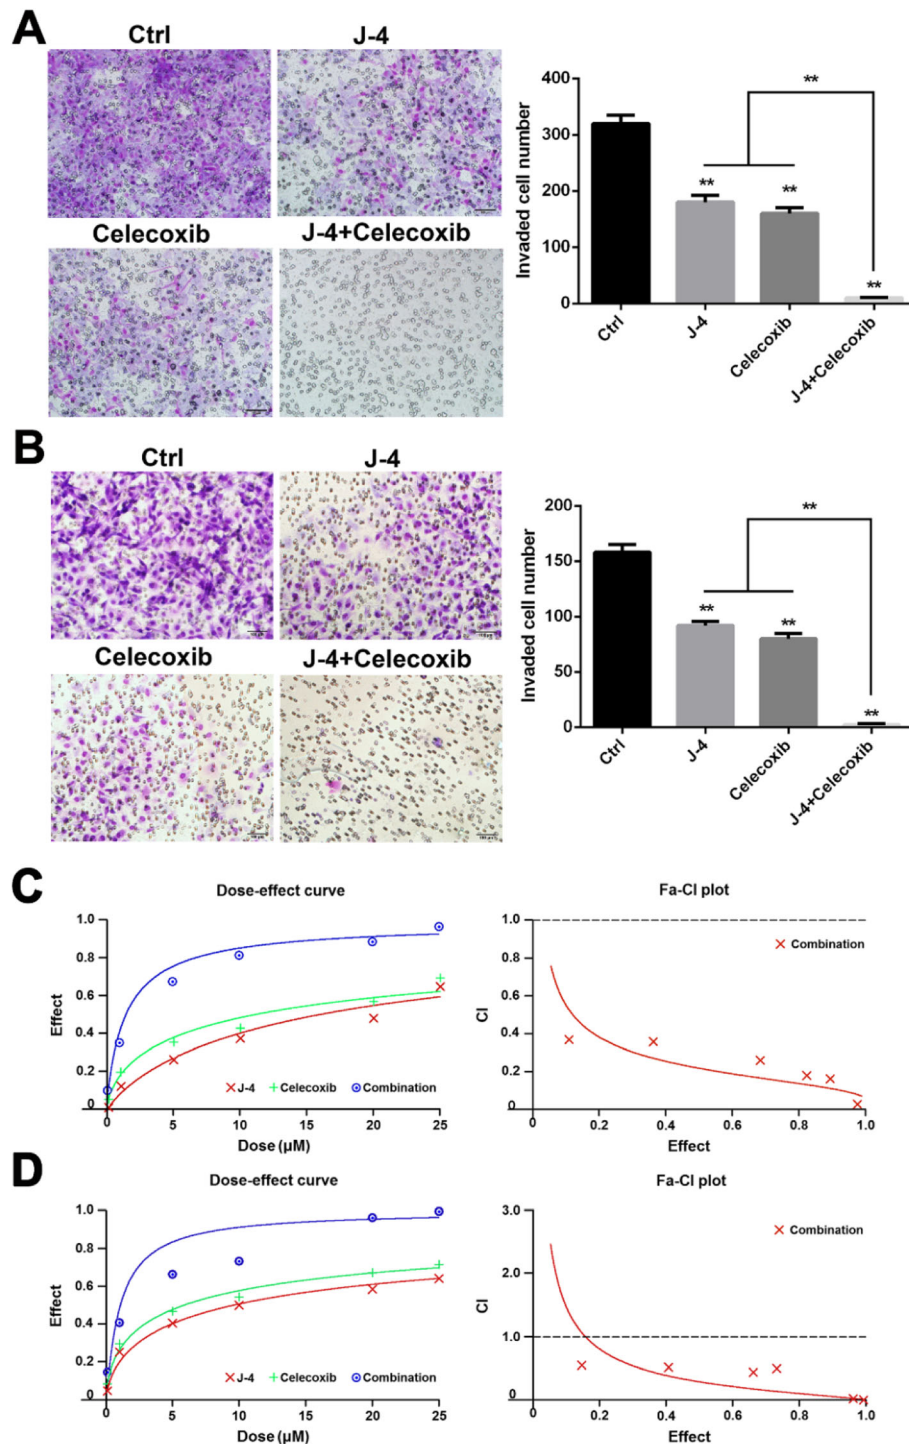 A
Ctrl
J-4
Celecoxib
J-4+Celecoxib
Invaded cell number
400
300
200
100
0
**
**
**
**
Ctrl
J-4
Celecoxib
J-4+Celecoxib
B
Ctrl
J-4
Celecoxib
J-4+Celecoxib
Invaded cell number
200
150
100
50
0
**
**
**
**
Ctrl
J-4
Celecoxib
J-4+Celecoxib
C
Dose-effect curve
Effect
1.0
0.8
0.6
0.4
0.2
0
J-4 Celecoxib Combination
0 5 10 15 20 25
Dose (µM)
Fa-CI plot
CI
1.0
0.8
0.4
0.2
0
Combination
0 0.2 0.4 0.6 0.8 1.0
Effect
D
Dose-effect curve
Effect
1.0
0.8
0.6
0.4
0.2
0
J-4 Celecoxib Combination
0 5 10 15 20 25
Dose (µM)
Fa-CI plot
CI
3.0
2.0
1.0
0
Combination
0 0.2 0.4 0.6 0.8 1.0
Effect